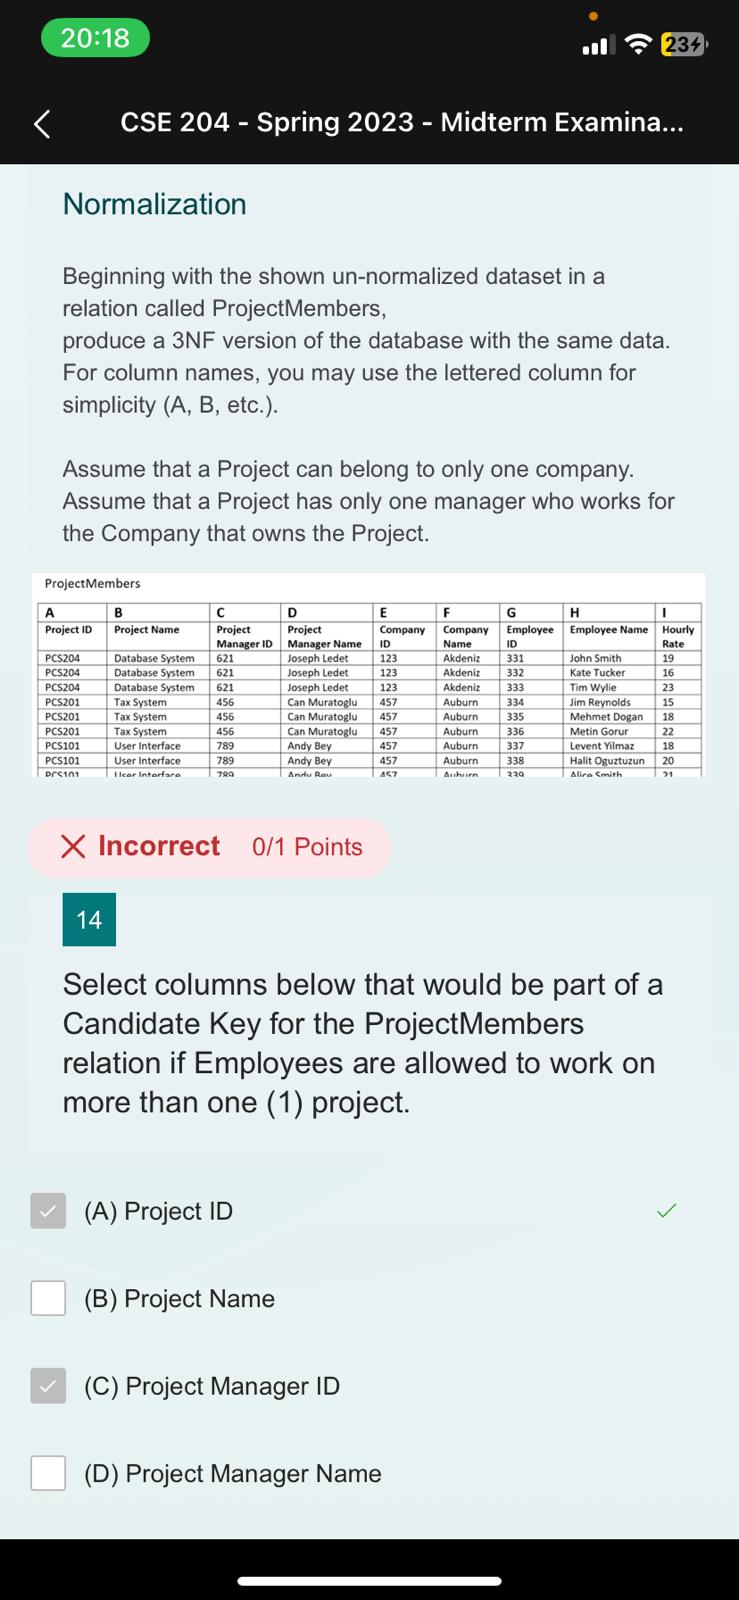 20:18
23
CSE 204 - Spring 2023 - Midterm Examina...
Normalization
Beginning with the shown un-normalized dataset in a
relation called ProjectMembers,
produce a 3NF version of the database with the same data.
For column names, you may use the lettered column for
simplicity (A, B, etc.).
Assume that a Project can belong to only one company.
Assume that a Project has only one manager who works for
the Company that owns the Project.
ProjectMembers
A B C D E F G H I
Project ID Project Name Project Project Company Company Employee Employee Name Hourly
Manager ID Manager Name ID Name ID Rate
PCS204 Database System 621 Joseph Ledet 123 Akdeniz 331 John Smith 19
PCS204 Database System 621 Joseph Ledet 123 Akdeniz 332 Kate Tucker 16
PCS204 Database System 621 Joseph Ledet 123 Akdeniz 333 Tim Wylie 23
PCS201 Tax System 456 Can Muratoglu 457 Auburn 334 Jim Reynolds 15
PCS201 Tax System 456 Can Muratoglu 457 Auburn 335 Mehmet Dogan 18
PCS201 Tax System 456 Can Muratoglu 457 Auburn 336 Metin Gorur 22
PCS101 User Interface 789 Andy Bey 457 Auburn 337 Levent Yilmaz 18
PCS101 User Interface 789 Andy Bey 457 Auburn 338 Halit Oguztuzun 20
PCS101 User Interface 789 Andy Bey 457 Auburn 339 Alice Smith 21
Incorrect 0/1 Points
14
Select columns below that would be part of a
Candidate Key for the ProjectMembers
relation if Employees are allowed to work on
more than one (1) project.
(A) Project ID
(B) Project Name
(C) Project Manager ID
(D) Project Manager Name